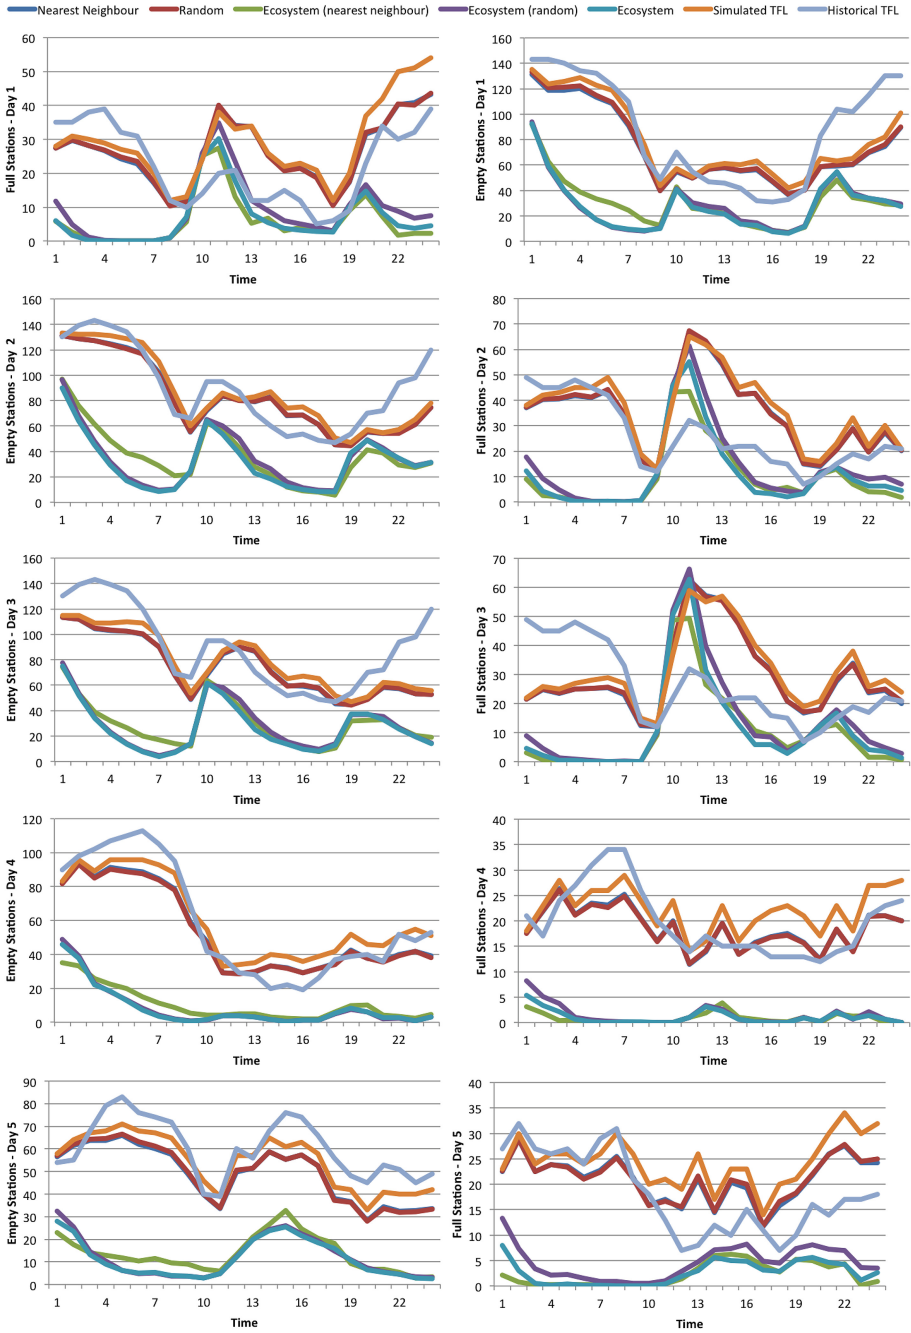 Nearest Neighbour Random Ecosystem (nearest neighbour) Ecosystem (random) Ecosystem Simulated TFL Historical TFL
Full Stations - Day 1
60
50
40
30
20
10
0
1 4 7 10 13 16 19 22
Time
Empty Stations - Day 1
160
140
120
100
80
60
40
20
0
1 4 7 10 13 16 19 22
Time
Empty Stations - Day 2
160
140
120
100
80
60
40
20
0
1 4 7 10 13 16 19 22
Time
Full Stations - Day 2
80
70
60
50
40
30
20
10
0
1 4 7 10 13 16 19 22
Time
Empty Stations - Day 3
160
140
120
100
80
60
40
20
0
1 4 7 10 13 16 19 22
Time
Full Stations - Day 3
70
60
50
40
30
20
10
0
1 4 7 10 13 16 19 22
Time
Empty Stations - Day 4
120
100
80
60
40
20
0
1 4 7 10 13 16 19 22
Time
Full Stations - Day 4
40
35
30
25
20
15
10
5
0
1 4 7 10 13 16 19 22
Time
Empty Stations - Day 5
90
80
70
60
50
40
30
20
10
0
1 4 7 10 13 16 19 22
Time
Full Stations - Day 5
40
35
30
25
20
15
10
5
0
1 4 7 10 13 16 19 22
Time